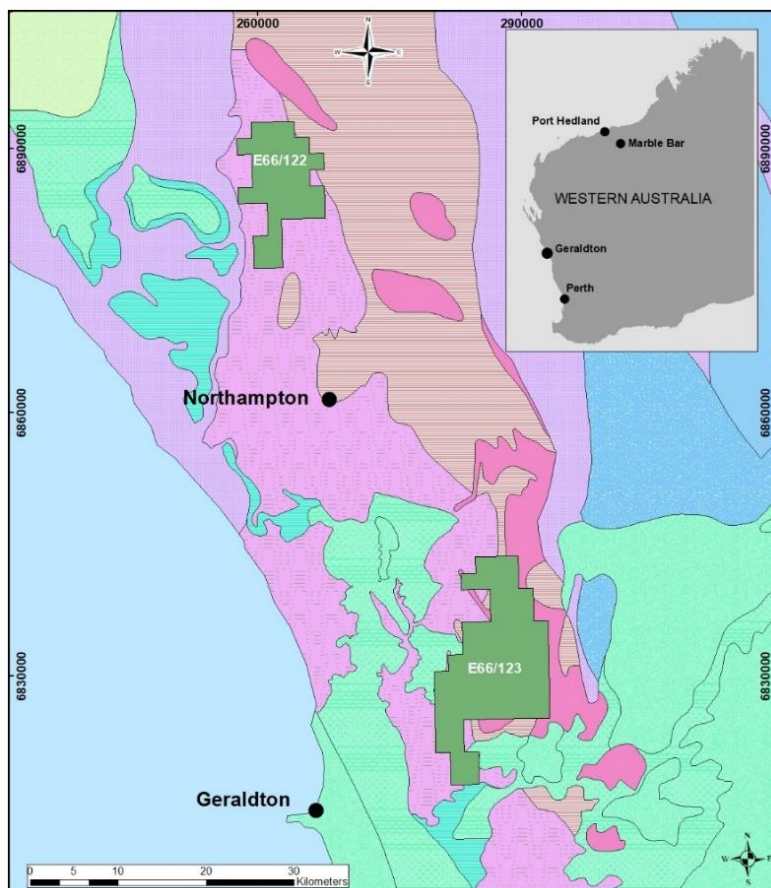 260000
290000
N
W
E
S
6890000
6890000
E66/122
Port Hedland
Marble Bar
WESTERN AUSTRALIA
Geraldton
Perth
Northampton
6860000
6860000
E66/123
6830000
6830000
Geraldton
0 5 10 20 30
Kilometers
N
W
E
S